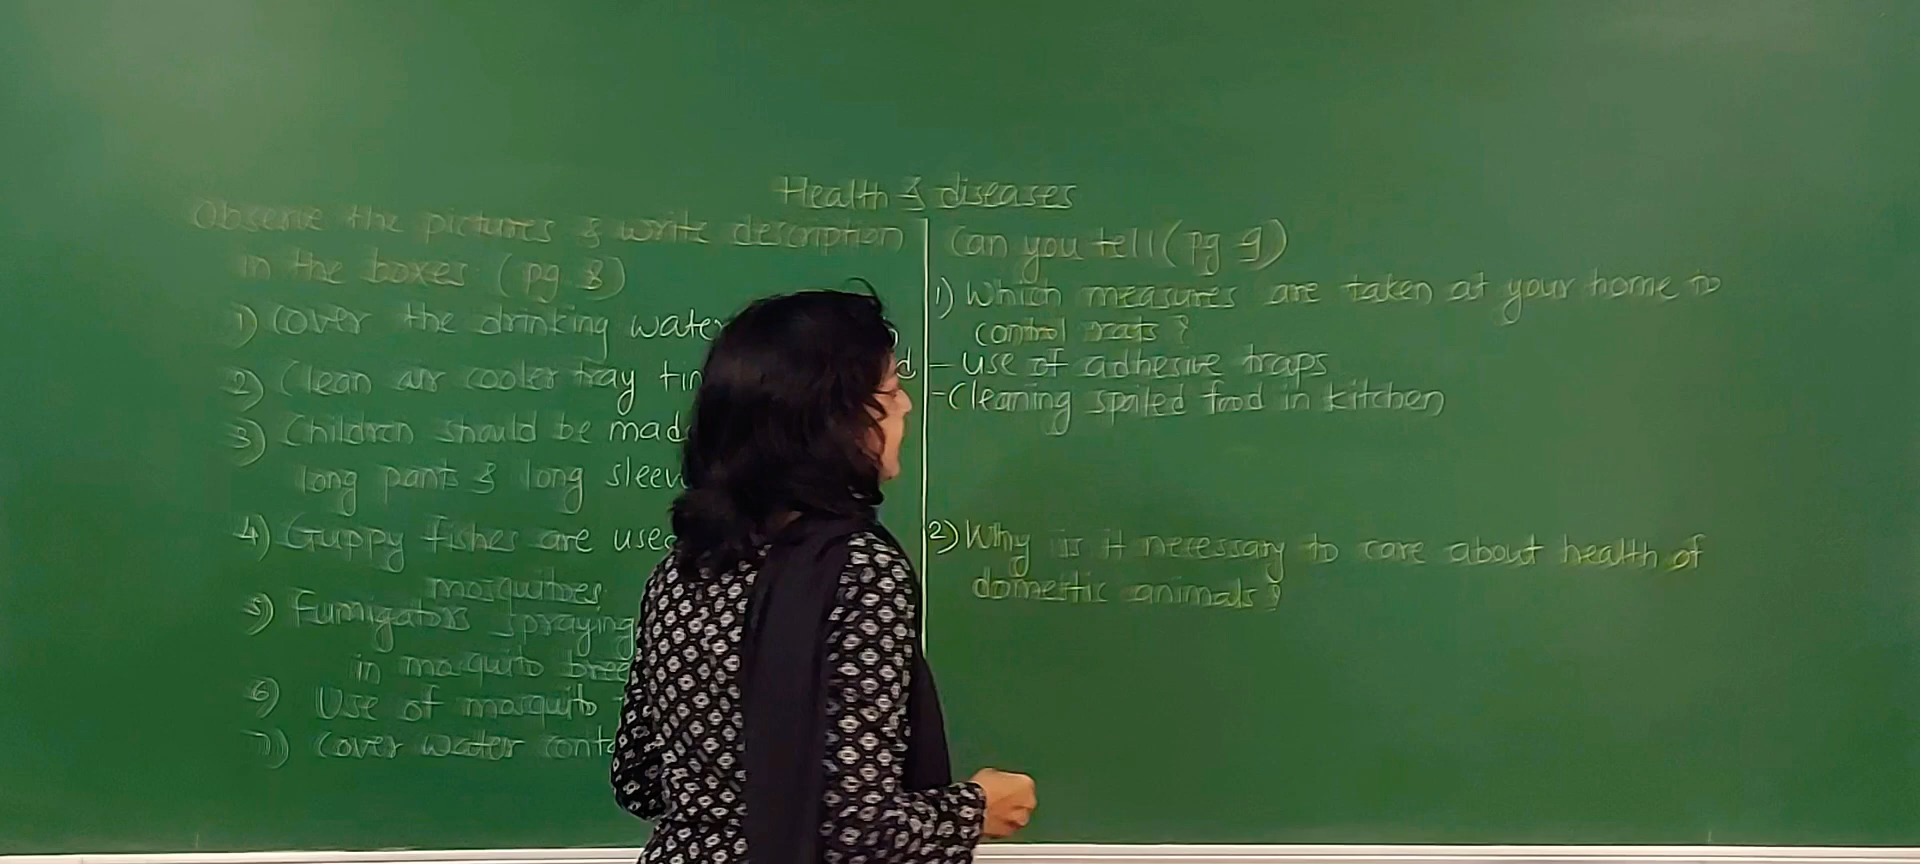 Health & diseases
Observe the pictures & write description
in the boxes (pg 8)
1) Cover the drinking water
2) Clean air cooler tray
3) Children should be made
long pants & long
4) Guppy fishes are used
mosquitoes
5) Fumigators spraying
in mosquito
6) Use of mosquito
7) Cover water
Can you tell (pg 9)
1) Which measures are taken at your home to
control rats ?
- use of adhesive traps
- Cleaning spoiled food in kitchen
2) Why is it necessary to care about health of
domestic animals ?